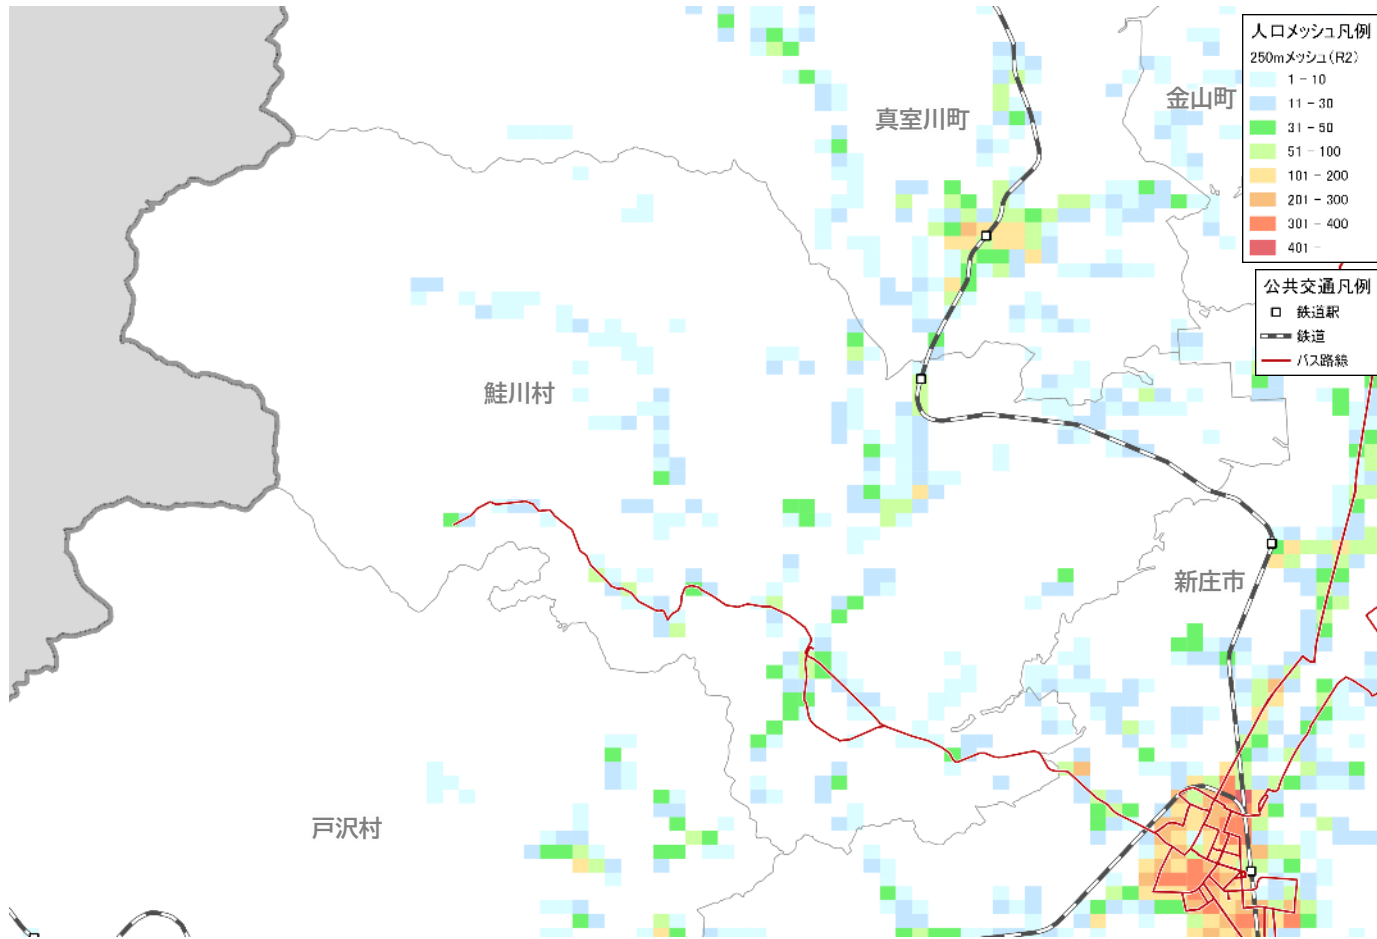 人口メッシュ凡例
250mメッシュ(R2)
1 - 10
11 - 30
31 - 50
51 - 100
101 - 200
201 - 300
301 - 400
401 -
公共交通凡例
鉄道駅
鉄道
バス路線
金山町
真室川町
鮭川村
新庄市
戸沢村